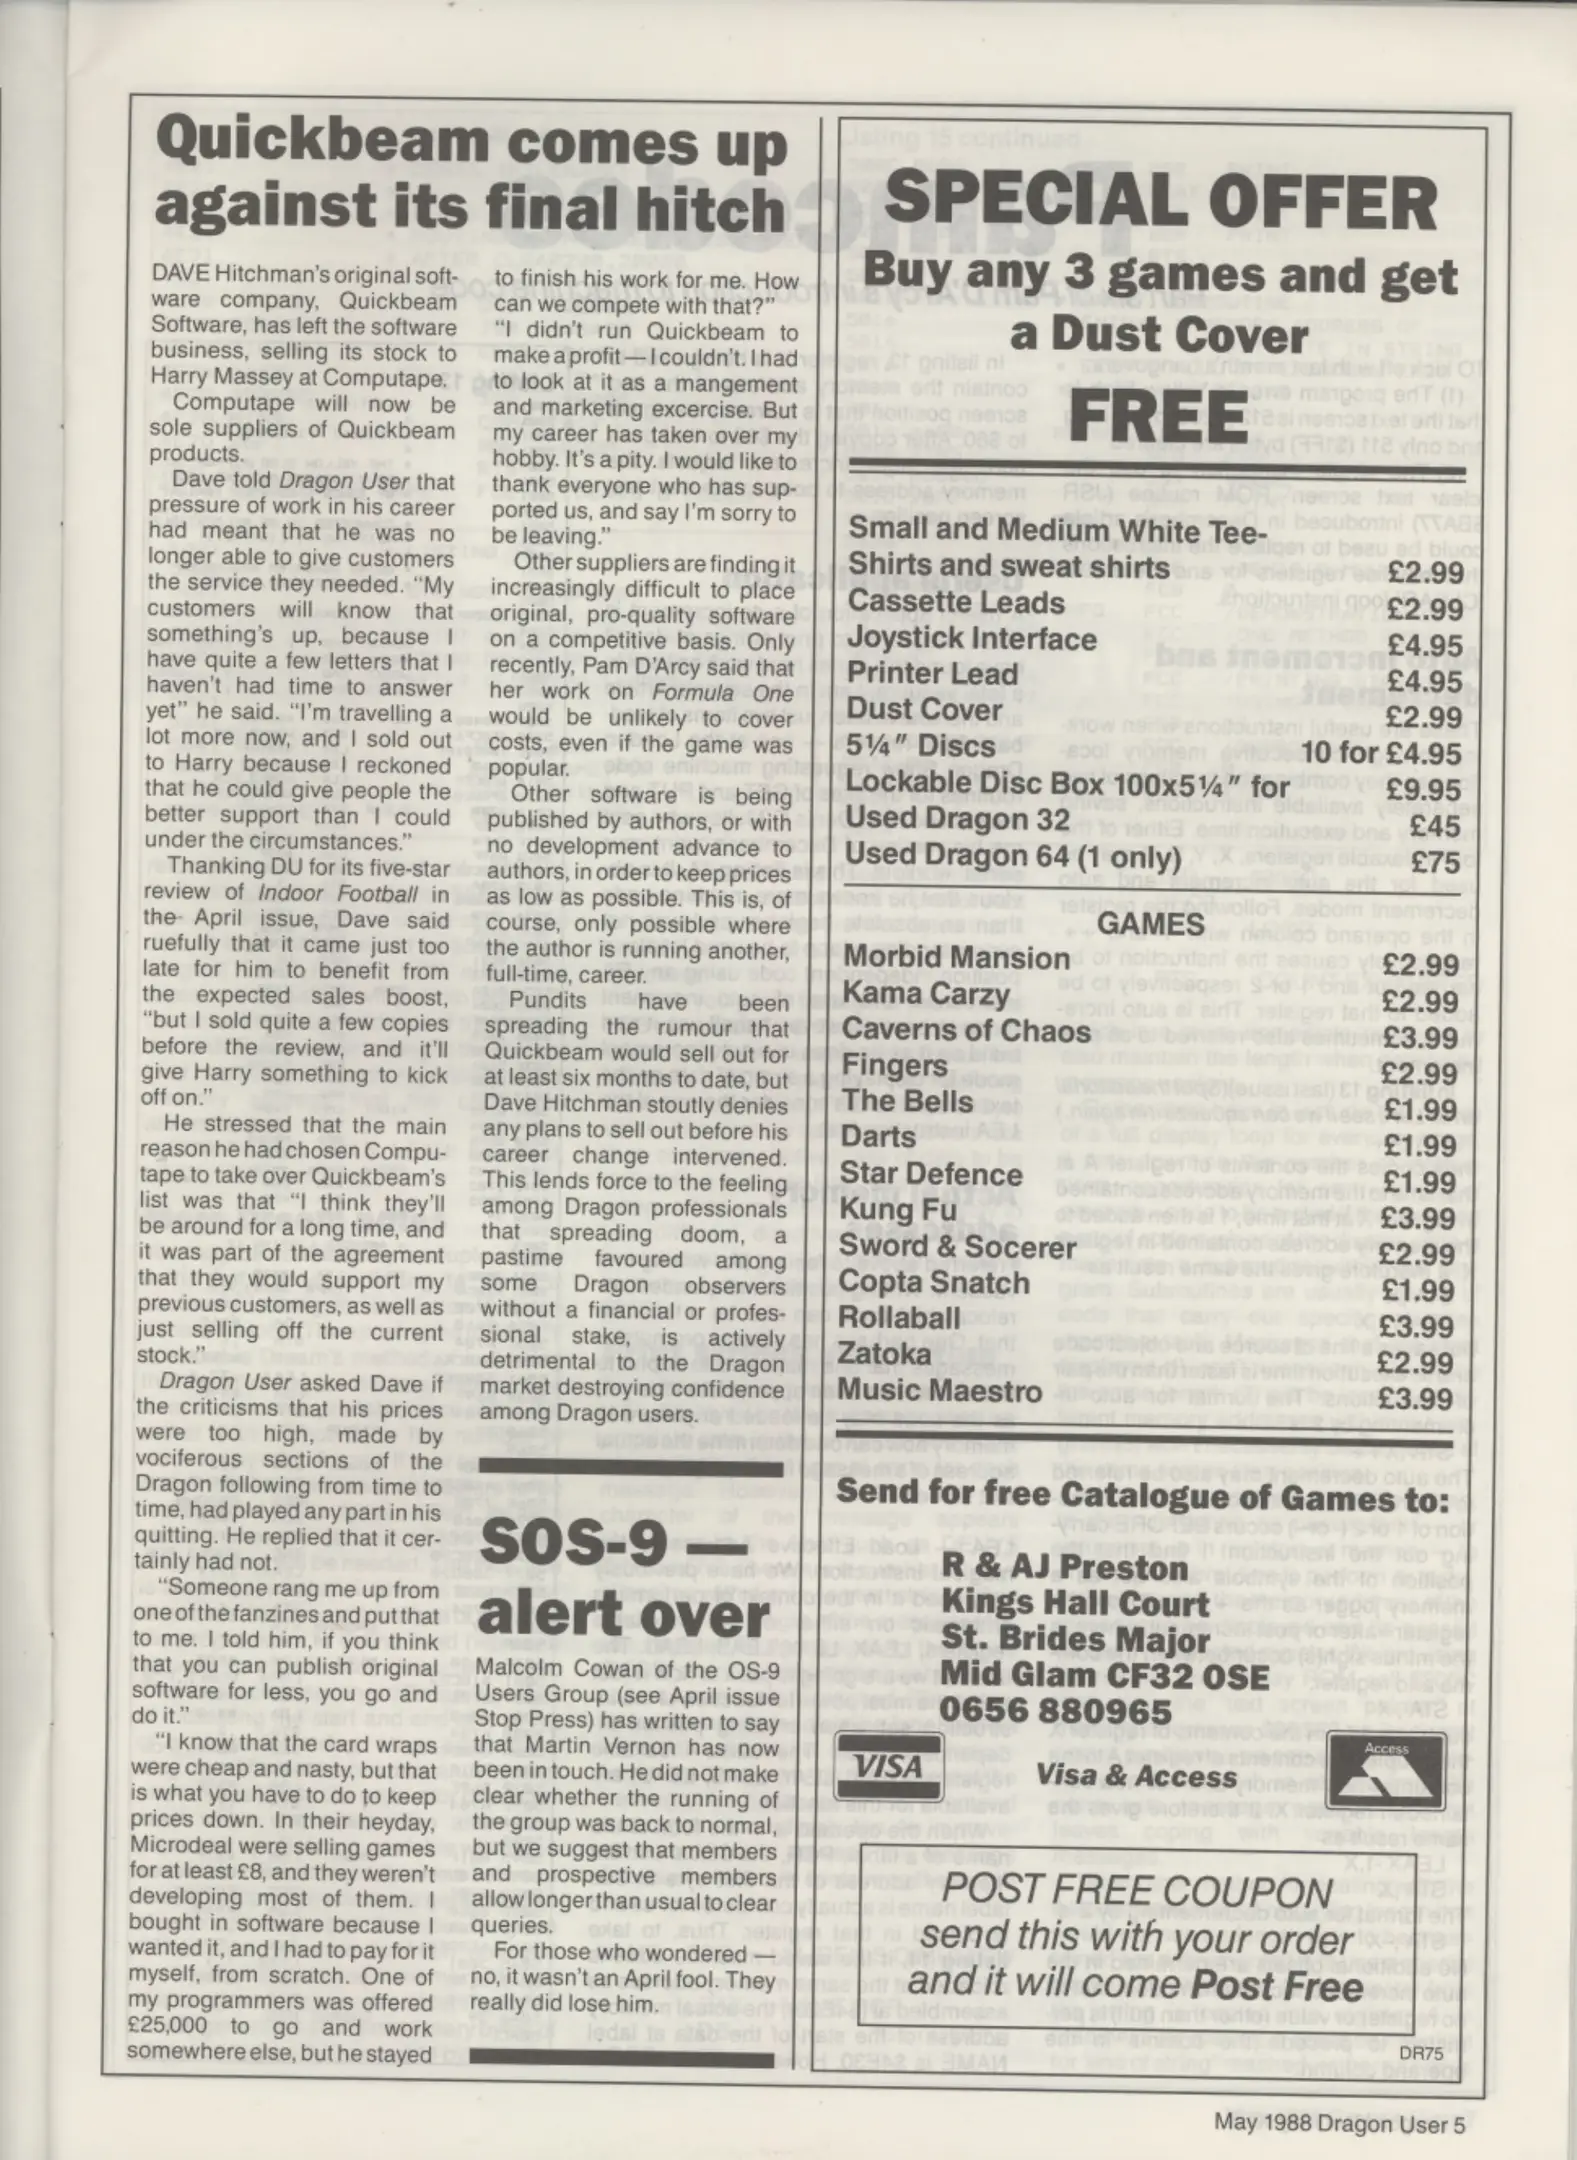 Quickbeam comes up
against its final hitch
DAVE Hitchman's original soft-
ware company, Quickbeam
Software, has left the software
business, selling its stock to
Harry Massey at Computape.
Computape will now be
sole suppliers of Quickbeam
products.
Dave told Dragon User that
pressure of work in his career
had meant that he was no
longer able to give customers
the service they needed. "My
customers will know that
something's up, because I
have quite a few letters that I
haven't had time to answer
yet" he said. "I'm travelling a
lot more now, and I sold out
to Harry because I reckoned
that he could give people the
better support than I could
under the circumstances."
Thanking DU for its five-star
review of Indoor Football in
the April issue, Dave said
ruefully that it came just too
late for him to benefit from
the expected sales boost,
"but I sold quite a few copies
before the review, and it'll
give Harry something to kick
off on."
He stressed that the main
reason he had chosen Compu-
tape to take over Quickbeam's
list was that "I think they'll
be around for a long time, and
it was part of the agreement
that they would support my
previous customers, as well as
just selling off the current
stock."
Dragon User asked Dave if
the criticisms that his prices
were too high, made by
vociferous sections of the
Dragon following from time to
time, had played any part in his
quitting. He replied that it cer-
tainly had not.
"Someone rang me up from
one of the fanzines and put that
to me. I told him, if you think
that you can publish original
software for less, you go and
do it."
"I know that the card wraps
were cheap and nasty, but that
is what you have to do to keep
prices down. In their heyday,
Microdeal were selling games
for at least £8, and they weren't
developing most of them. I
bought in software because I
wanted it, and I had to pay for it
myself, from scratch. One of
my programmers was offered
£25,000 to go and work
somewhere else, but he stayed
to finish his work for me. How
can we compete with that?"
"I didn't run Quickbeam to
make a profit — I couldn't. I had
to look at it as a mangement
and marketing excercise. But
my career has taken over my
hobby. It's a pity. I would like to
thank everyone who has sup-
ported us, and say I'm sorry to
be leaving."
Other suppliers are finding it
increasingly difficult to place
original, pro-quality software
on a competitive basis. Only
recently, Pam D'Arcy said that
her work on Formula One
would be unlikely to cover
costs, even if the game was
popular.
Other software is being
published by authors, or with
no development advance to
authors, in order to keep prices
as low as possible. This is, of
course, only possible where
the author is running another,
full-time, career.
Pundits have been
spreading the rumour that
Quickbeam would sell out for
at least six months to date, but
Dave Hitchman stoutly denies
any plans to sell out before his
career change intervened.
This lends force to the feeling
among Dragon professionals
that spreading doom, a
pastime favoured among
some Dragon observers
without a financial or profes-
sional stake, is actively
detrimental to the Dragon
market destroying confidence
among Dragon users.
SOS-9 —
alert over
Malcolm Cowan of the OS-9
Users Group (see April issue
Stop Press) has written to say
that Martin Vernon has now
been in touch. He did not make
clear whether the running of
the group was back to normal,
but we suggest that members
and prospective members
allow longer than usual to clear
queries.
For those who wondered —
no, it wasn't an April fool. They
really did lose him.
SPECIAL OFFER
Buy any 3 games and get
a Dust Cover
FREE
Small and Medium White Tee-
Shirts and sweat shirts £2.99
Cassette Leads £2.99
Joystick Interface £4.95
Printer Lead £4.95
Dust Cover £2.99
5¼" Discs 10 for £4.95
Lockable Disc Box 100x5¼" for £9.95
Used Dragon 32 £45
Used Dragon 64 (1 only) £75
GAMES
Morbid Mansion £2.99
Kama Carzy £2.99
Caverns of Chaos £3.99
Fingers £2.99
The Bells £1.99
Darts £1.99
Star Defence £1.99
Kung Fu £3.99
Sword & Socerer £2.99
Copta Snatch £1.99
Rollaball £3.99
Zatoka £2.99
Music Maestro £3.99
Send for free Catalogue of Games to:
R & AJ Preston
Kings Hall Court
St. Brides Major
Mid Glam CF32 0SE
0656 880965
VISA Visa & Access Access
POST FREE COUPON
send this with your order
and it will come Post Free
DR75
May 1988 Dragon User 5